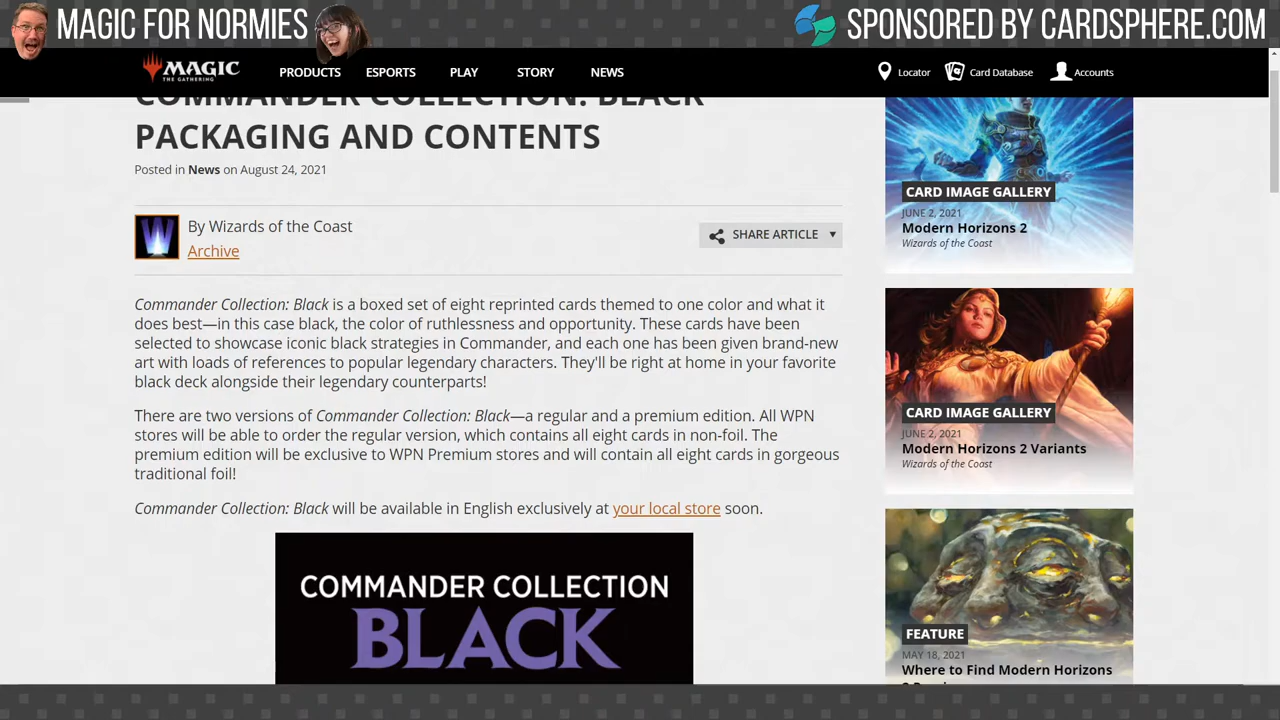 MAGIC FOR NORMIES
SPONSORED BY CARDSPHERE.COM
MAGIC
THE GATHERING
PRODUCTS
ESPORTS
PLAY
STORY
NEWS
Locator
Card Database
Accounts
COMMANDER COLLECTION: BLACK
PACKAGING AND CONTENTS
Posted in News on August 24, 2021
By Wizards of the Coast
Archive
SHARE ARTICLE
Commander Collection: Black is a boxed set of eight reprinted cards themed to one color and what it
does best—in this case black, the color of ruthlessness and opportunity. These cards have been
selected to showcase iconic black strategies in Commander, and each one has been given brand-new
art with loads of references to popular legendary characters. They'll be right at home in your favorite
black deck alongside their legendary counterparts!
There are two versions of Commander Collection: Black—a regular and a premium edition. All WPN
stores will be able to order the regular version, which contains all eight cards in non-foil. The
premium edition will be exclusive to WPN Premium stores and will contain all eight cards in gorgeous
traditional foil!
Commander Collection: Black will be available in English exclusively at your local store soon.
COMMANDER COLLECTION
BLACK
CARD IMAGE GALLERY
JUNE 2, 2021
Modern Horizons 2
Wizards of the Coast
CARD IMAGE GALLERY
JUNE 2, 2021
Modern Horizons 2 Variants
Wizards of the Coast
FEATURE
MAY 18, 2021
Where to Find Modern Horizons